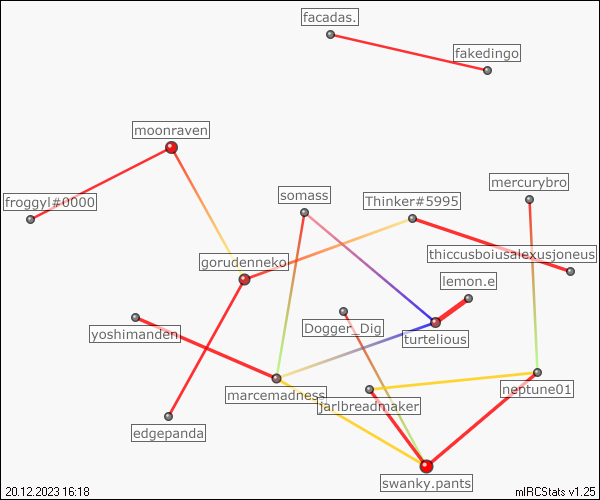 facadas.
fakedingo
moonraven
froggyl#0000
somass
Thinker#5995
mercurybro
gorudenneko
thiccusboiusalexusjoneus
lemon.e
yoshimanden
Dogger_Dig
turtelious
marcemadness
jarlbreadmaker
neptune01
edgepanda
swanky.pants
20.12.2023 16:18
mIRCStats v1.25